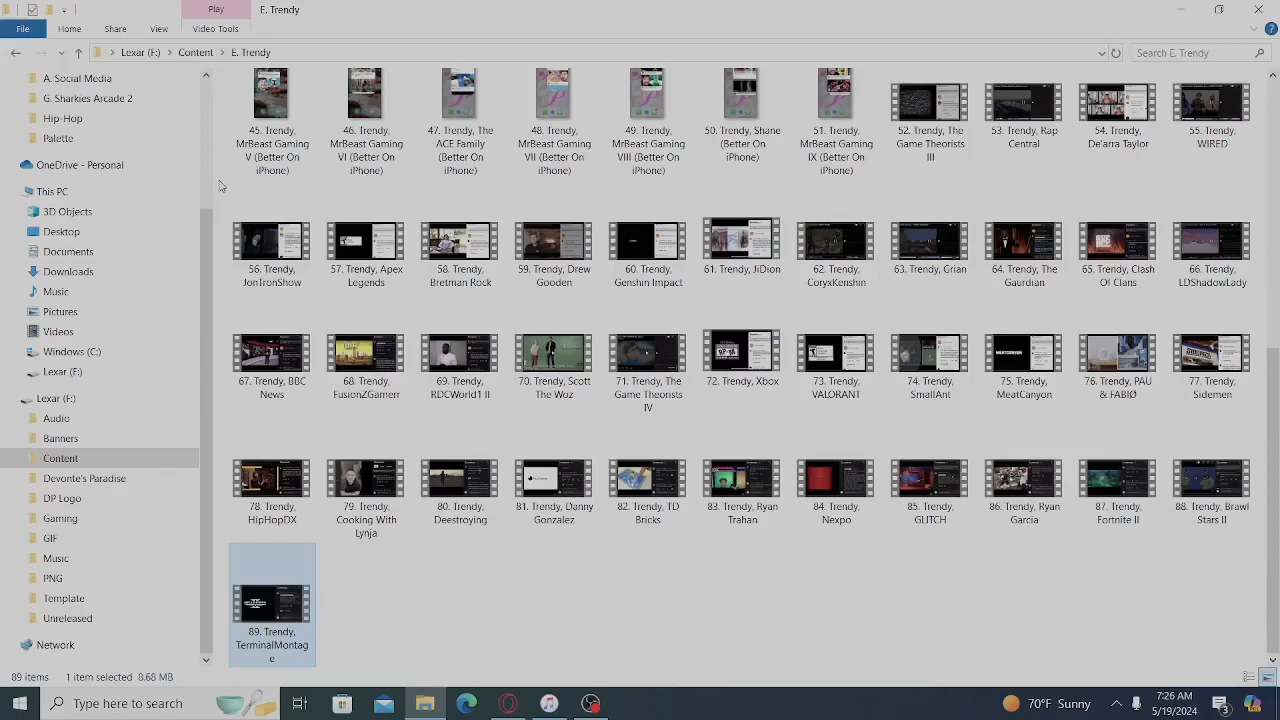 Play
E. Trendy
File
Home
Share
View
Video Tools
Lexar (F:)
Content
E. Trendy
Search E. Trendy
A. Social Media
G. Sharkies Arcade 2
Hip-Hop
Palette
OneDrive - Personal
This PC
3D Objects
Desktop
Documents
Downloads
Music
Pictures
Videos
Windows (C:)
Lexar (F:)
Lexar (F:)
Audio
Banners
Content
Devonte's Paradise
DP Logo
Gaming
GIF
Music
PNG
Template
Unreleased
Network
45. Trendy,
MrBeast Gaming
V (Better On
iPhone)
46. Trendy,
MrBeast Gaming
VI (Better On
iPhone)
47. Trendy, The
ACE Family
(Better On
iPhone)
48. Trendy,
MrBeast Gaming
VII (Better On
iPhone)
49. Trendy,
MrBeast Gaming
VIII (Better On
iPhone)
50. Trendy, Shane
(Better On
iPhone)
51. Trendy,
MrBeast Gaming
IX (Better On
iPhone)
52. Trendy, The
Game Theorists
III
53. Trendy, Rap
Central
54. Trendy,
De'arra Taylor
55. Trendy,
WIRED
56. Trendy,
JonTronShow
57. Trendy, Apex
Legends
58. Trendy,
Bretman Rock
59. Trendy, Drew
Gooden
60. Trendy,
Genshin Impact
61. Trendy, JiDion
62. Trendy,
CoryxKenshin
63. Trendy, Grian
64. Trendy, The
Gaurdian
65. Trendy, Clash
Of Clans
66. Trendy,
LDShadowLady
67. Trendy, BBC
News
68. Trendy,
FusionZGamerr
69. Trendy,
RDCWorld1 II
70. Trendy, Scott
The Woz
71. Trendy, The
Game Theorists
IV
72. Trendy, Xbox
73. Trendy,
VALORANT
74. Trendy,
SmallAnt
75. Trendy,
MeatCanyon
76. Trendy, PAU
& FABIØ
77. Trendy,
Sidemen
78. Trendy,
HipHopDX
79. Trendy,
Cooking With
Lynja
80. Trendy,
Deestroying
81. Trendy, Danny
Gonzalez
82. Trendy, TD
Bricks
83. Trendy, Ryan
Trahan
84. Trendy,
Nexpo
85. Trendy,
GLITCH
86. Trendy, Ryan
Garcia
87. Trendy,
Fortnite II
88. Trendy, Brawl
Stars II
89. Trendy,
TerminalMontag
e
89 items
1 item selected 8.68 MB
Type here to search
70°F Sunny
7:26 AM
5/19/2024
3